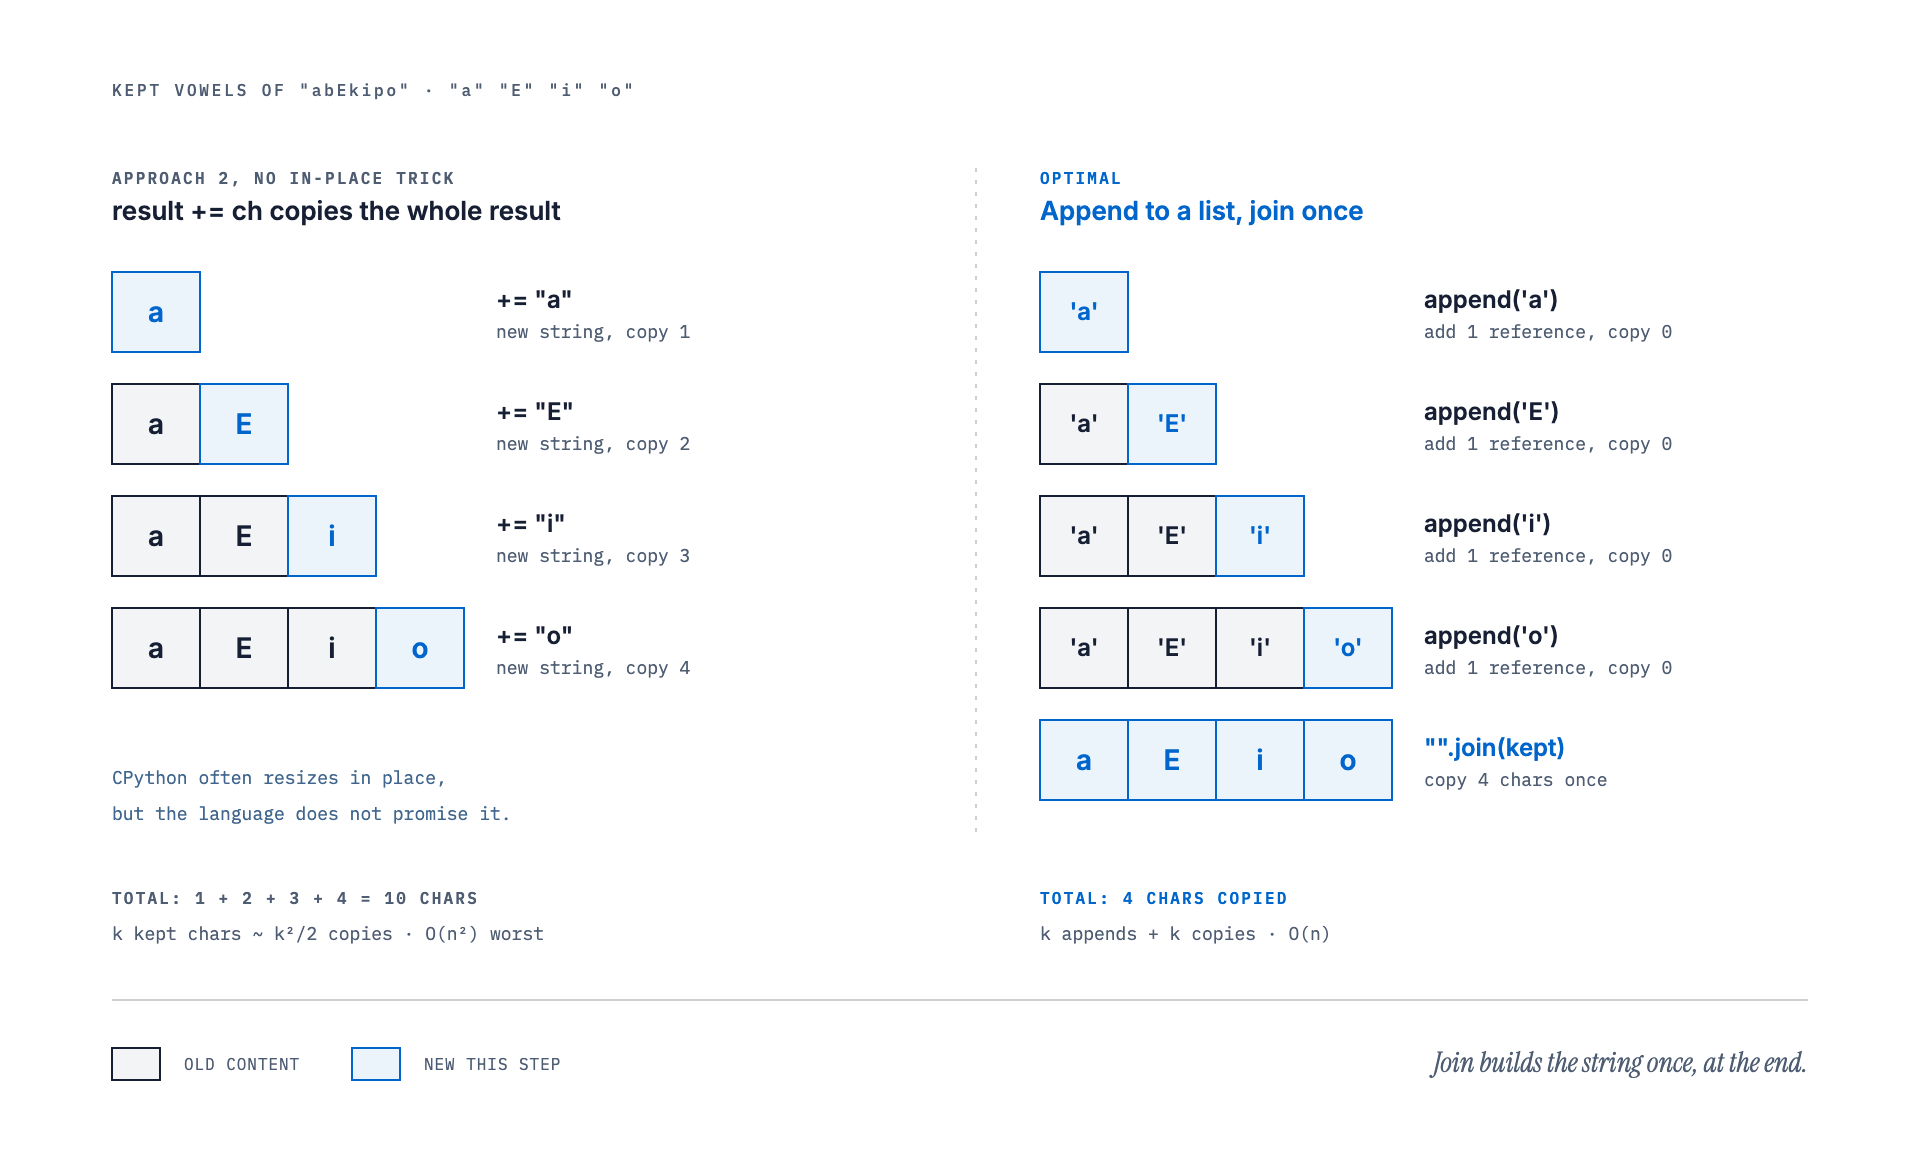 KEPT VOWELS OF "abEkipo" · "a" "E" "i" "o"
APPROACH 2, NO IN-PLACE TRICK
result += ch copies the whole result
a
+= "a"
new string, copy 1
a E
+= "E"
new string, copy 2
a E i
+= "i"
new string, copy 3
a E i o
+= "o"
new string, copy 4
CPython often resizes in place,
but the language does not promise it.
TOTAL: 1 + 2 + 3 + 4 = 10 CHARS
k kept chars ~ k²/2 copies · O(n²) worst
OPTIMAL
Append to a list, join once
'a'
append('a')
add 1 reference, copy 0
'a' 'E'
append('E')
add 1 reference, copy 0
'a' 'E' 'i'
append('i')
add 1 reference, copy 0
'a' 'E' 'i' 'o'
append('o')
add 1 reference, copy 0
a E i o
"".join(kept)
copy 4 chars once
TOTAL: 4 CHARS COPIED
k appends + k copies · O(n)
OLD CONTENT
NEW THIS STEP
Join builds the string once, at the end.